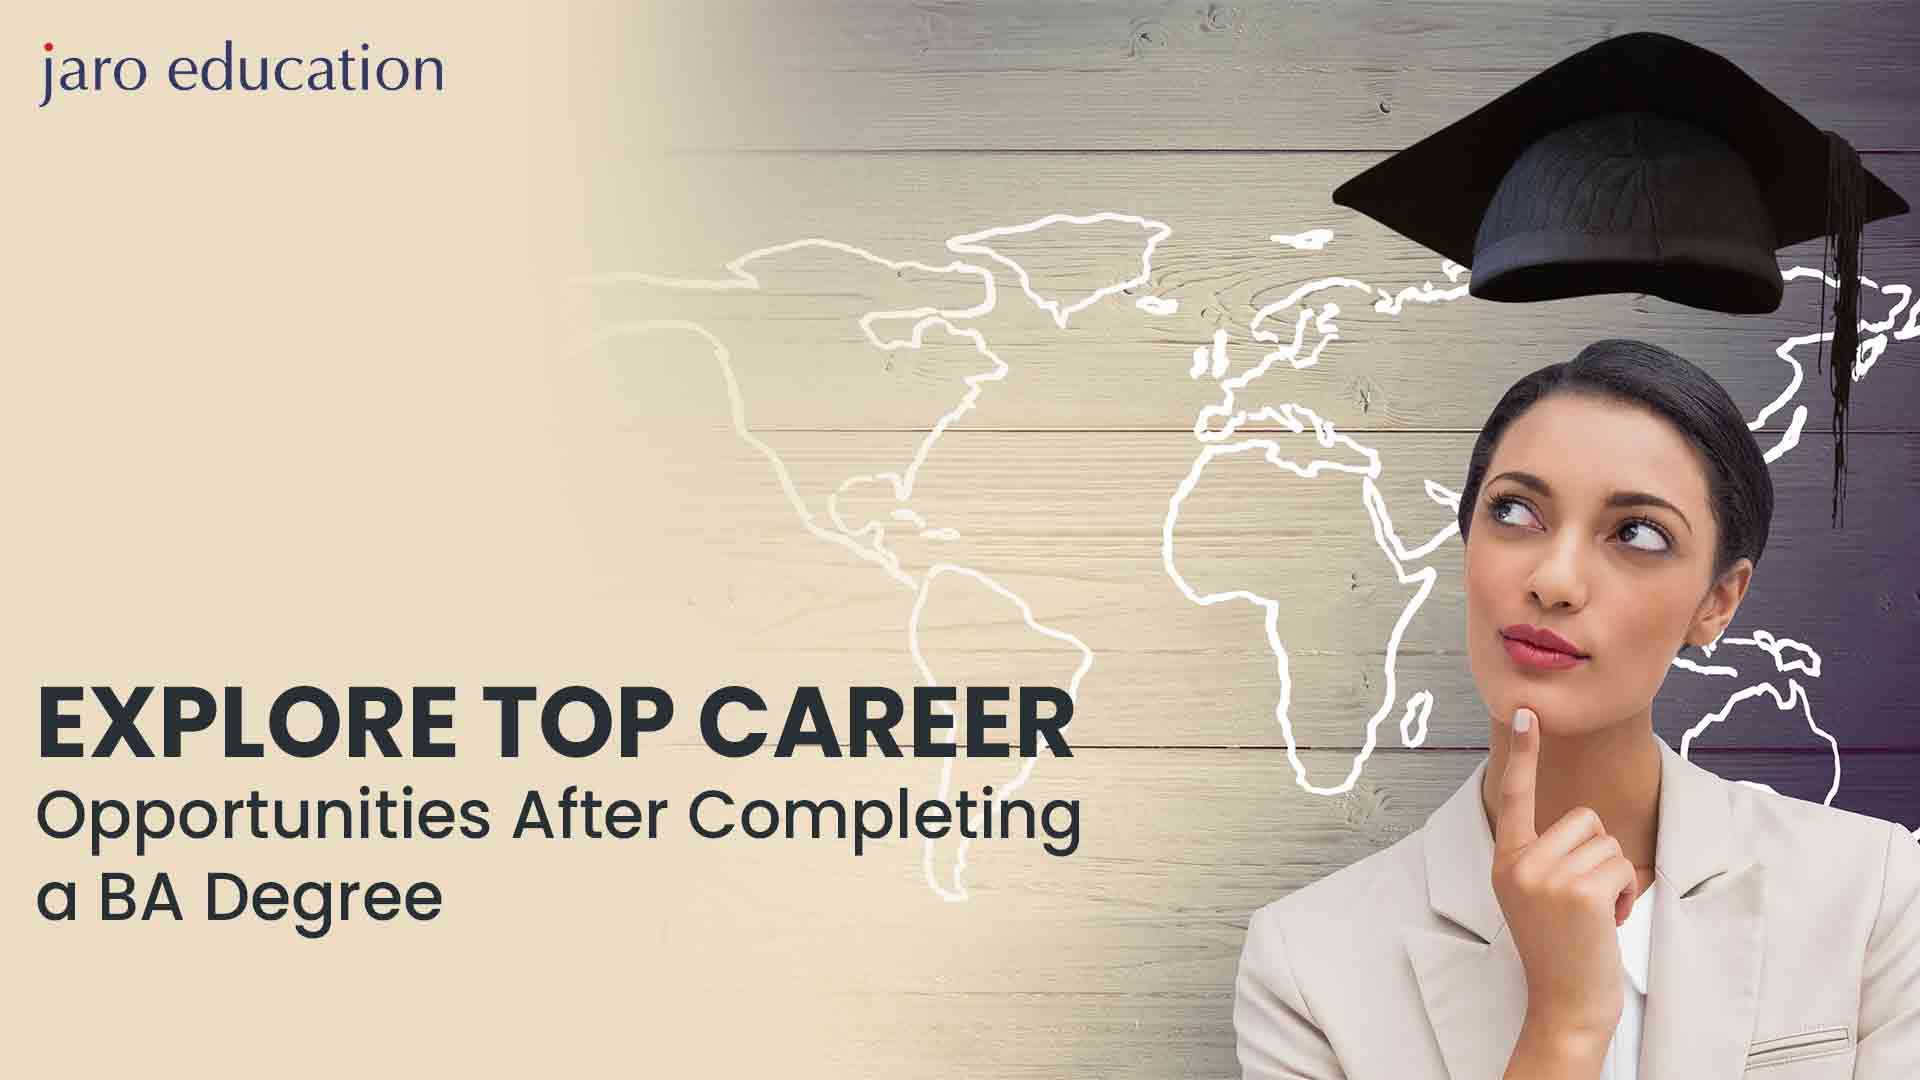 jaro education
EXPLORE TOP CAREER
Opportunities After Completing
a BA Degree